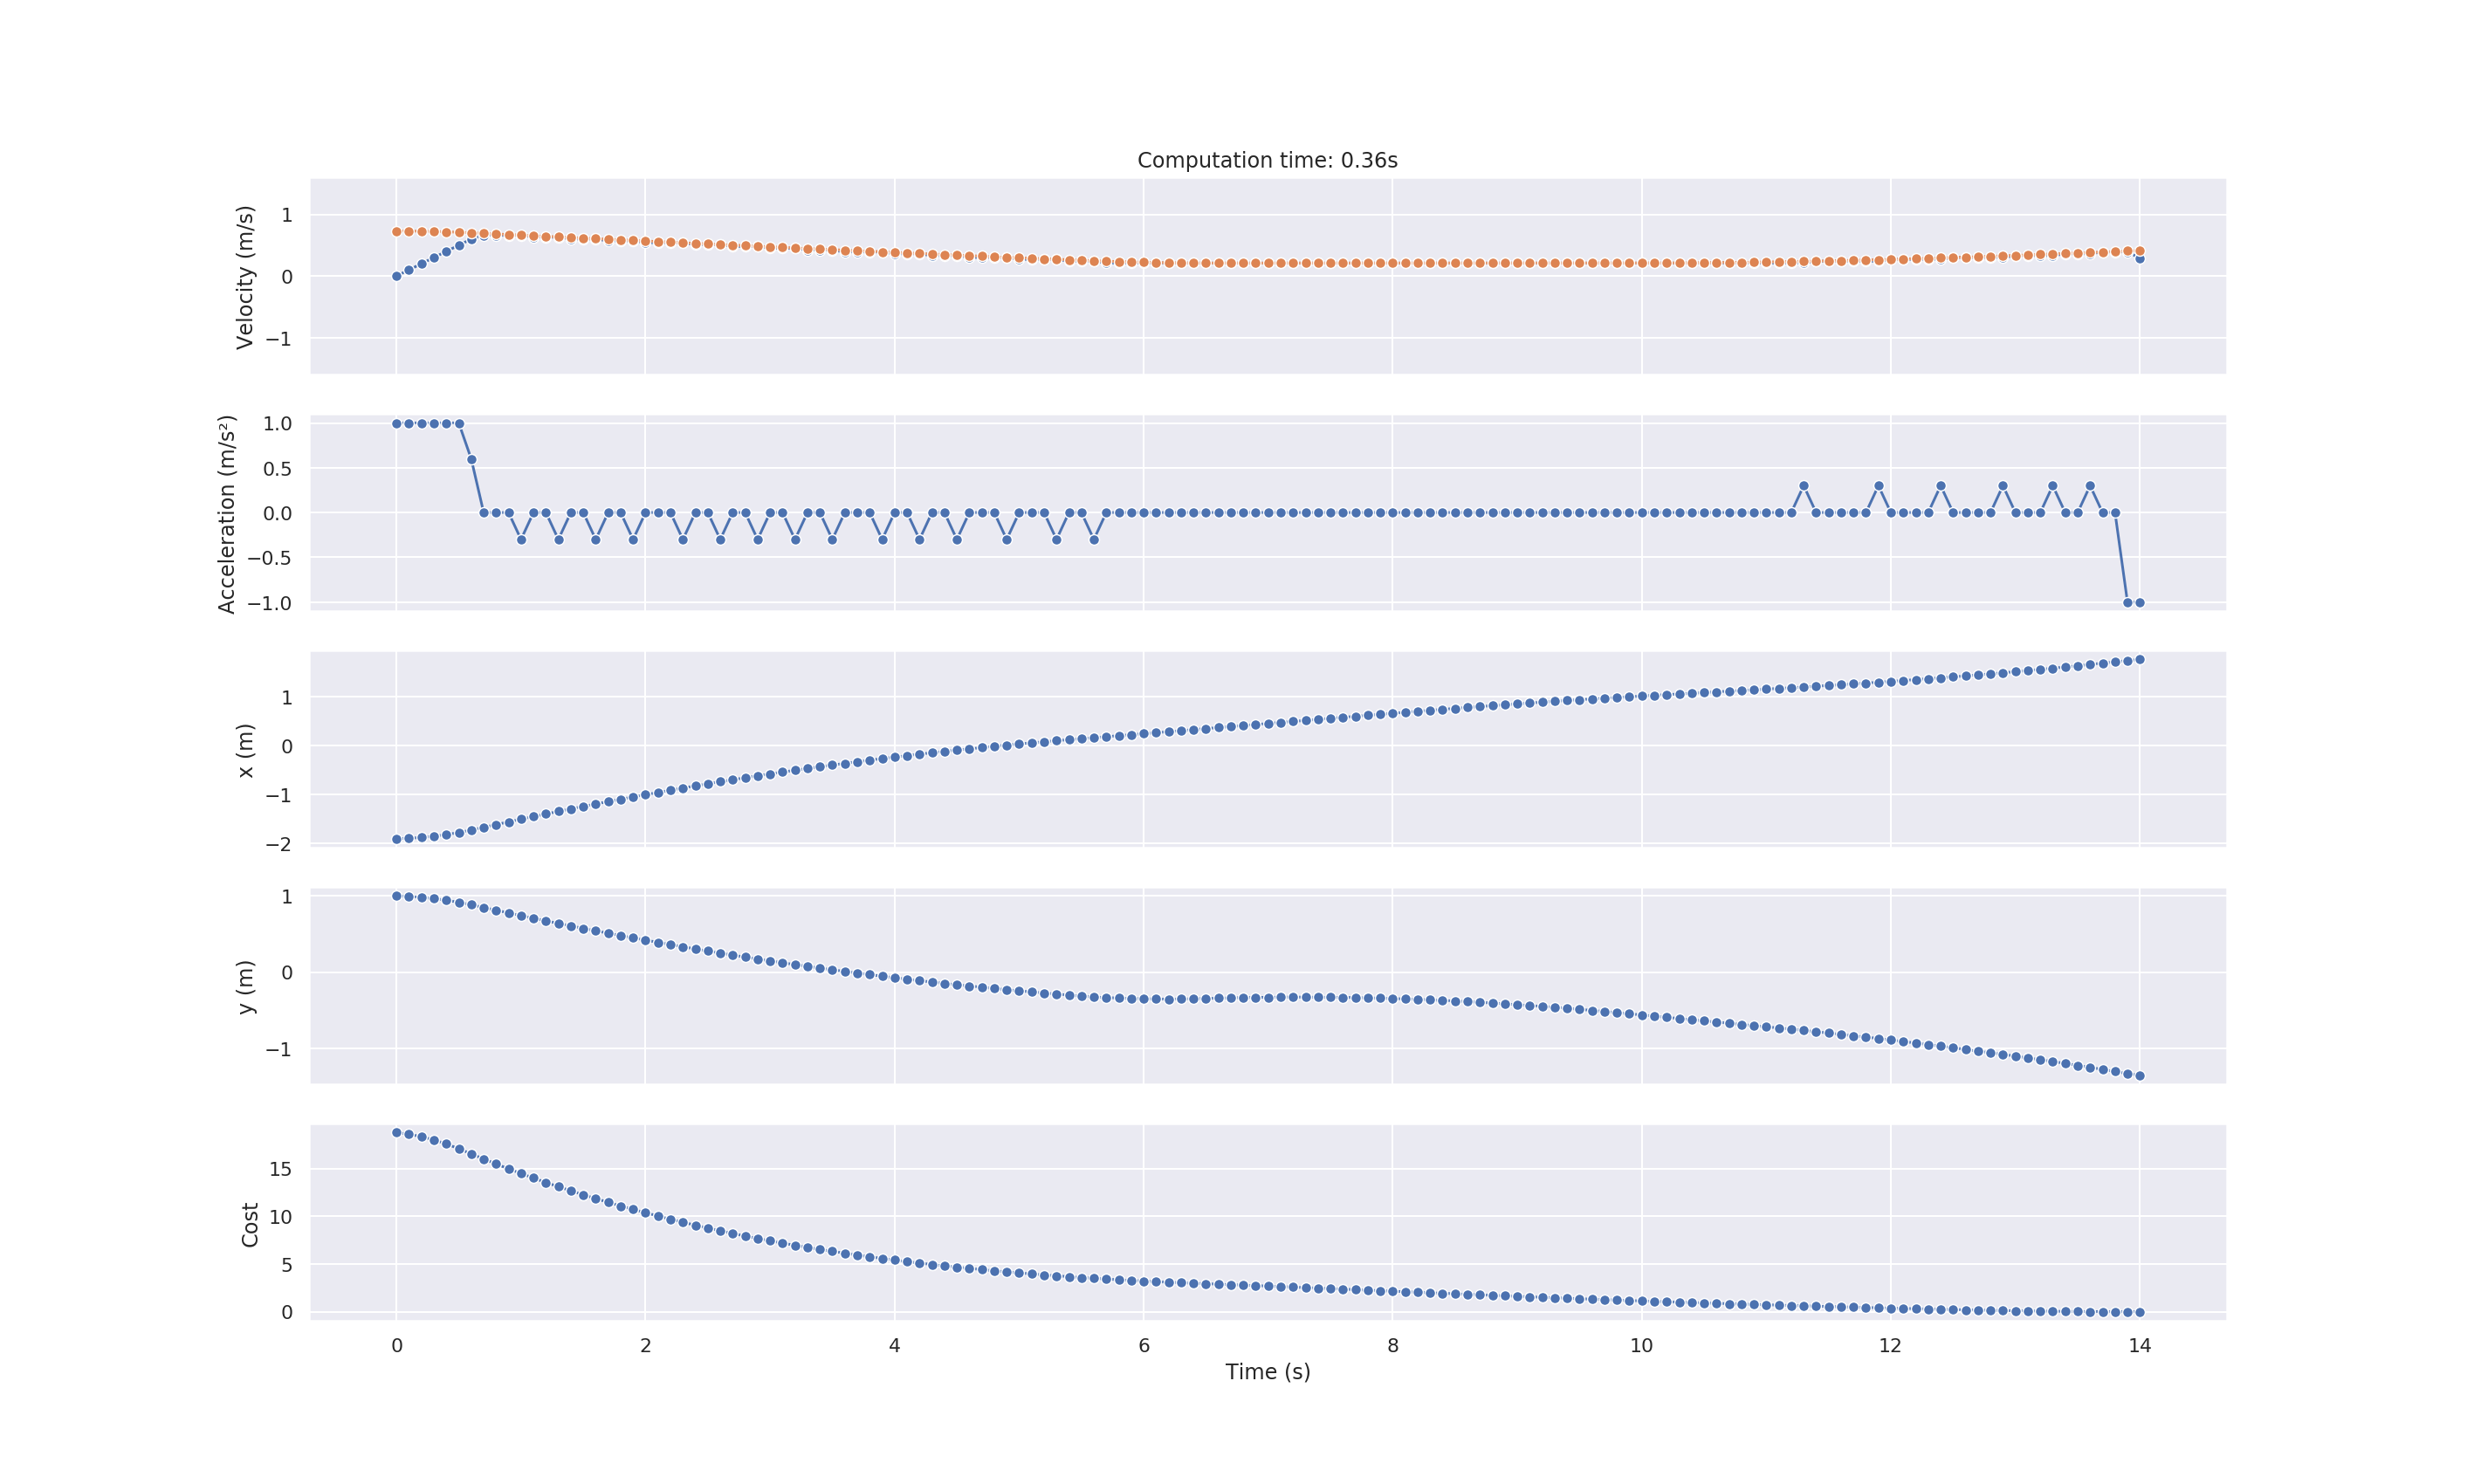 Computation time: 0.36s
Velocity (m/s)
1
0
−1
Acceleration (m/s²)
1.0
0.5
0.0
−0.5
−1.0
x (m)
1
0
−1
−2
y (m)
1
0
−1
Cost
15
10
5
0
0 2 4 6 8 10 12 14
Time (s)